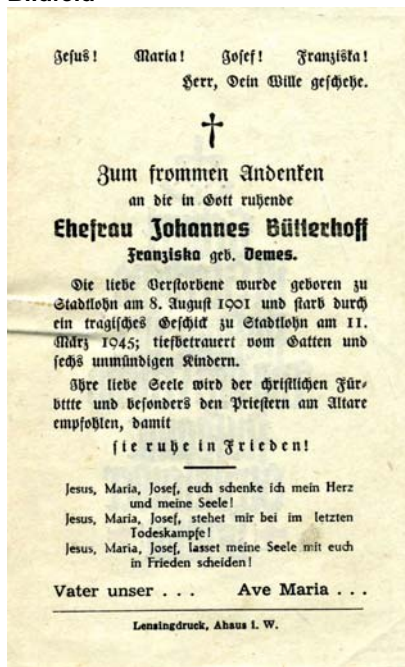 Jesus! Maria! Josef! Franziska!
Herr, Dein Wille geschehe.
Zum frommen Andenken
an die in Gott ruhende
Ehefrau Johannes Bütterhoff
Franziska geb. Demes.
Die liebe Verstorbene wurde geboren zu
Stadtlohn am 8. August 1901 und starb durch
ein tragisches Geschick zu Stadtlohn am 11.
März 1945; tiefbetrauert vom Gatten und
sechs unmündigen Kindern.
Ihre liebe Seele wird der christlichen Für-
bttte und besonders den Priestern am Altare
empfohlen, damit
sie ruhe in Frieden!
Jesus, Maria, Josef, euch schenke ich mein Herz
und meine Seele!
Jesus, Maria, Josef, stehet mir bei im letzten
Todeskampfe!
Jesus, Maria, Josef, lasset meine Seele mit euch
in Frieden scheiden!
Vater unser . . . Ave Maria . . .
Lensingdruck, Ahaus i. W.